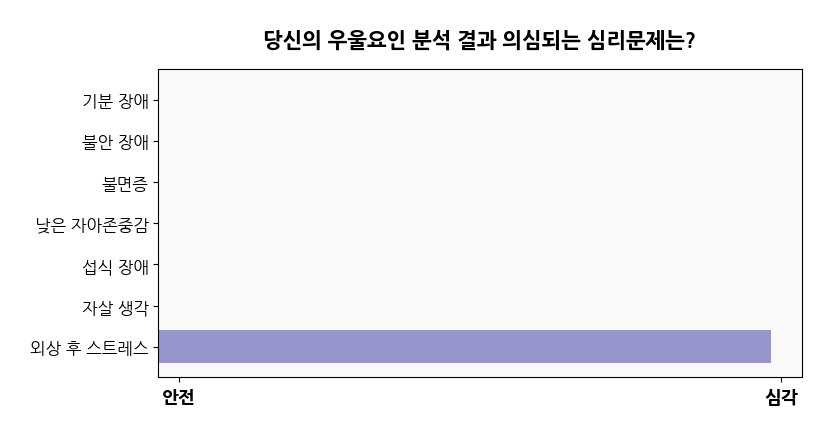 당신의 우울요인 분석 결과 의심되는 심리문제는?
기분 장애
불안 장애
불면증
낮은 자아존중감
섭식 장애
자살 생각
외상 후 스트레스
안전 심각